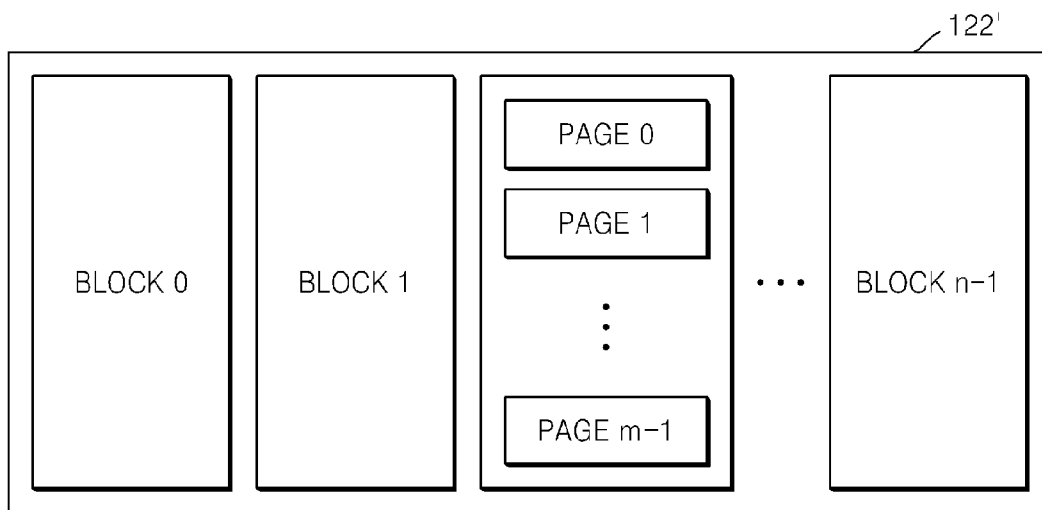 122'
BLOCK 0
BLOCK 1
PAGE 0
PAGE 1
PAGE m-1
BLOCK n-1